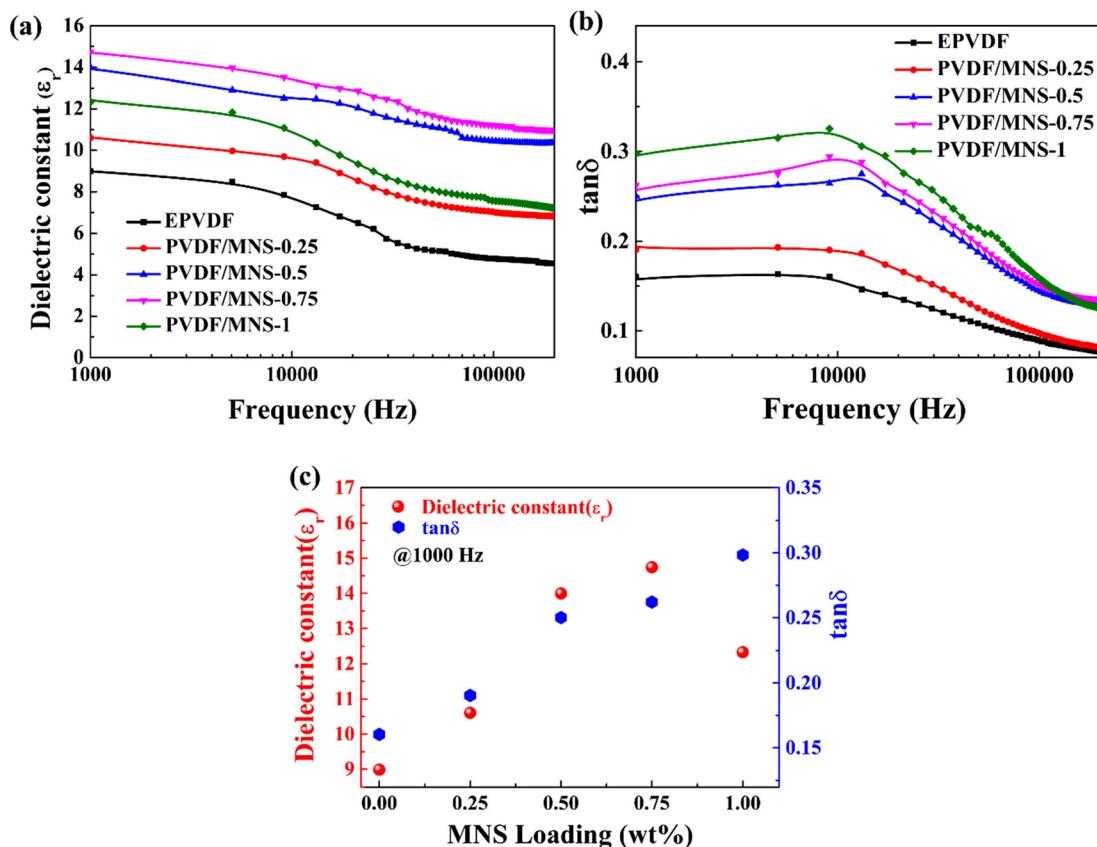 (a)
Dielectric constant (εr)
16
14
12
10
8
6
4
2
0
EPVDF
PVDF/MNS-0.25
PVDF/MNS-0.5
PVDF/MNS-0.75
PVDF/MNS-1
1000
10000
100000
Frequency (Hz)
(b)
tanδ
0.4
0.3
0.2
0.1
EPVDF
PVDF/MNS-0.25
PVDF/MNS-0.5
PVDF/MNS-0.75
PVDF/MNS-1
1000
10000
100000
Frequency (Hz)
(c)
Dielectric constant(εr)
17
16
15
14
13
12
11
10
9
Dielectric constant(εr)
tanδ
@1000 Hz
0.35
0.30
0.25
0.20
0.15
tanδ
0.00
0.25
0.50
0.75
1.00
MNS Loading (wt%)